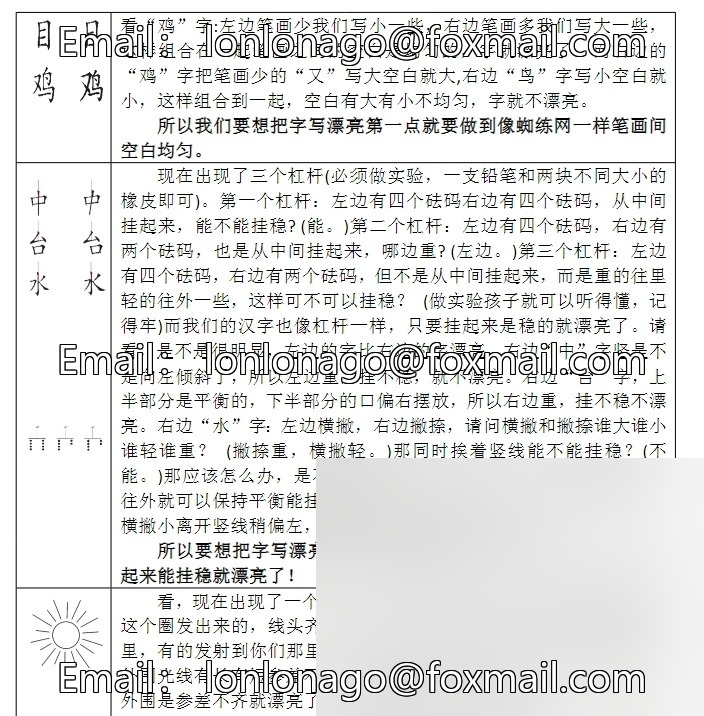 看“鸡”字:左边笔画少我们写小一些，右边笔画多我们写大一些，
Email：lonlonago@foxmail.com
“鸡”字把笔画少的“又”写大空白就大,右边“鸟”字写小空白就
小，这样组合到一起，空白有大有小不均匀，字就不漂亮。
所以我们要想把字写漂亮第一点就要做到像蜘练网一样笔画间
空白均匀。
目
鸡 鸡
现在出现了三个杠杆(必须做实验，一支铅笔和两块不同大小的
橡皮即可)。第一个杠杆：左边有四个砝码右边有四个砝码，从中间
挂起来，能不能挂稳? (能。)第二个杠杆：左边有四个砝码，右边有
两个砝码，也是从中间挂起来，哪边重? (左边。)第三个杠杆：左边
有四个砝码，右边有两个砝码，但不是从中间挂起来，而是重的往里
轻的往外一些，这样可不可以挂稳？ (做实验孩子就可以听得懂，记
得牢)而我们的汉字也像杠杆一样，只要挂起来是稳的就漂亮了。请
Email：lonlonago@foxmail.com
是向左倾斜了，所以左边重，挂不稳，就不漂亮。右边“台”字，上
半部分是平衡的，下半部分的口偏右摆放，所以右边重，挂不稳不漂
亮。右边“水”字：左边横撇，右边撇捺，请问横撇和撇捺谁大谁小
谁轻谁重？ (撇捺重，横撇轻。)那同时挨着竖线能不能挂稳？(不
能。)那应该怎么办，是
往外就可以保持平衡能挂
横撇小离开竖线稍偏左，
所以要想把字写漂亮
起来能挂稳就漂亮了！
中 中
台 台
水 水
看，现在出现了一个
这个圈发出来的，线头齐
里，有的发射到你们那里
Email：lonlonago@foxmail.com
外围是参差不齐就漂亮了